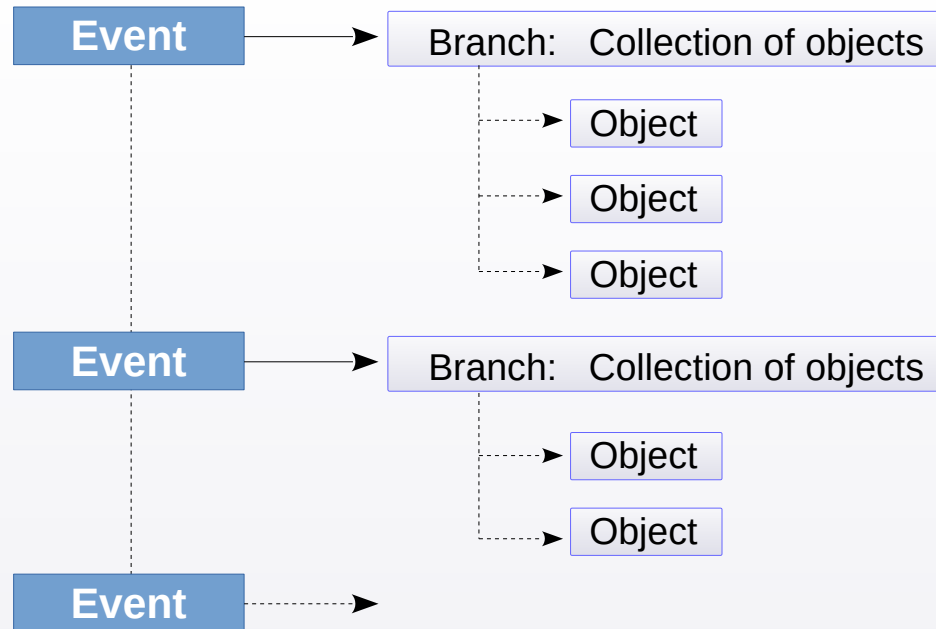 Event
Branch: Collection of objects
Object
Object
Object
Event
Branch: Collection of objects
Object
Object
Event